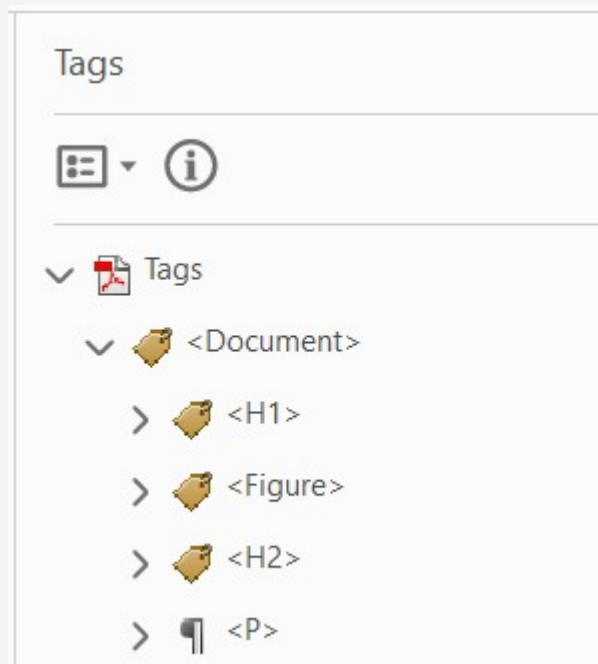 Tags
Tags
<Document>
<H1>
<Figure>
<H2>
<P>